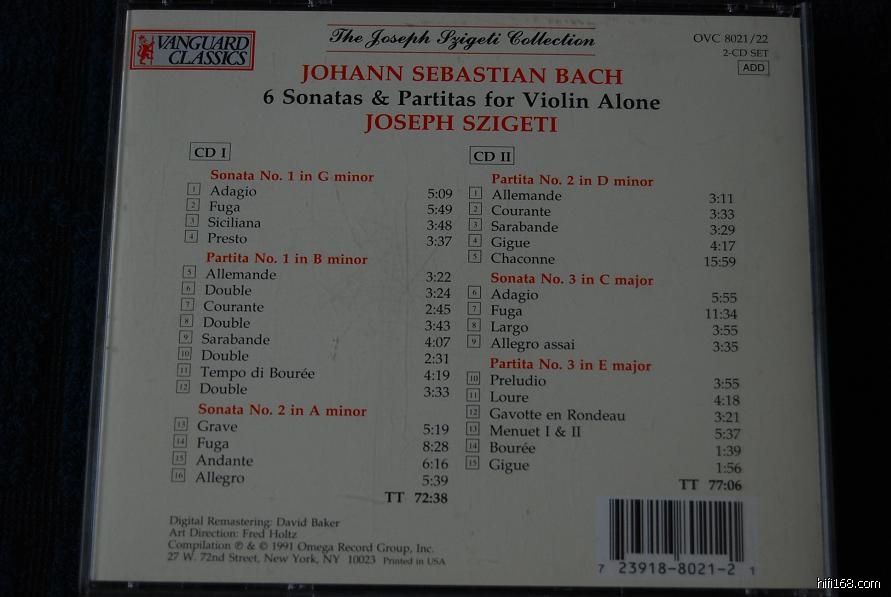 VANGUARD
CLASSICS
The Joseph Szigeti Collection
OVC 8021/22
2-CD SET
ADD
JOHANN SEBASTIAN BACH
6 Sonatas & Partitas for Violin Alone
JOSEPH SZIGETI
CD I
Sonata No. 1 in G minor
1 Adagio 5:09
2 Fuga 5:49
3 Siciliana 3:48
4 Presto 3:37
Partita No. 1 in B minor
5 Allemande 3:22
6 Double 3:24
7 Courante 2:45
8 Double 3:43
9 Sarabande 4:07
10 Double 2:31
11 Tempo di Bourée 4:19
12 Double 3:33
Sonata No. 2 in A minor
13 Grave 5:19
14 Fuga 8:28
15 Andante 6:16
16 Allegro 5:39
TT 72:38
CD II
Partita No. 2 in D minor
1 Allemande 3:11
2 Courante 3:33
3 Sarabande 3:29
4 Gigue 4:17
5 Chaconne 15:59
Sonata No. 3 in C major
6 Adagio 5:55
7 Fuga 11:34
8 Largo 3:55
9 Allegro assai 3:35
Partita No. 3 in E major
10 Preludio 3:55
11 Loure 4:18
12 Gavotte en Rondeau 3:21
13 Menuet I & II 5:37
14 Bourée 1:39
15 Gigue 1:56
TT 77:06
Digital Remastering: David Baker
Art Direction: Fred Holtz
Compilation ℗ & © 1991 Omega Record Group, Inc.
27 W. 72nd Street, New York, NY 10023 Printed in USA
7 23918-8021-2 1
hifi168.com